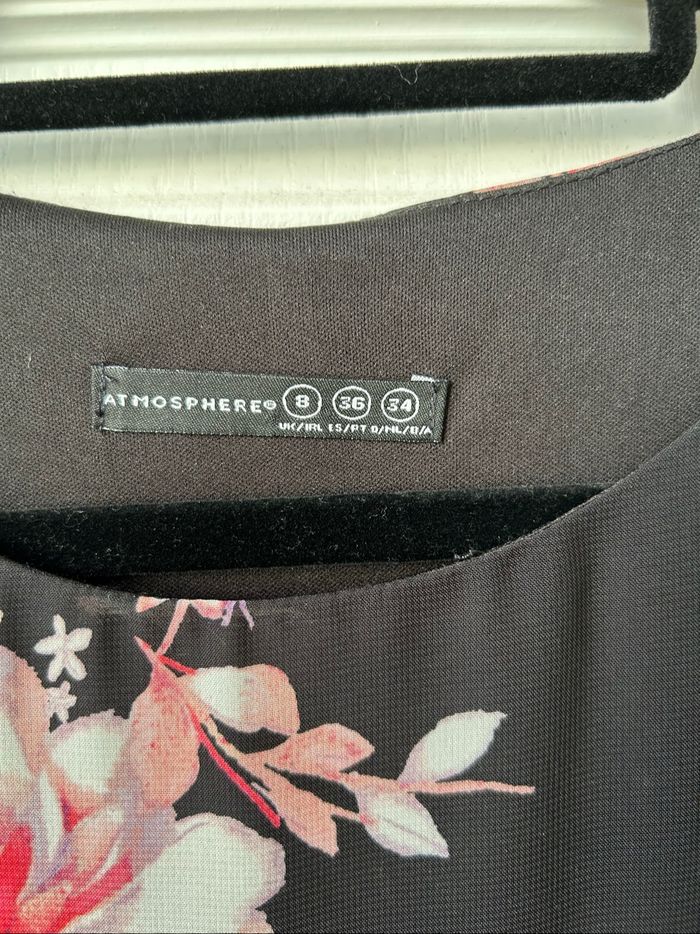 ATMOSPHERE® 8 36 34
UK/IRL ES/PT D/NL/B/A